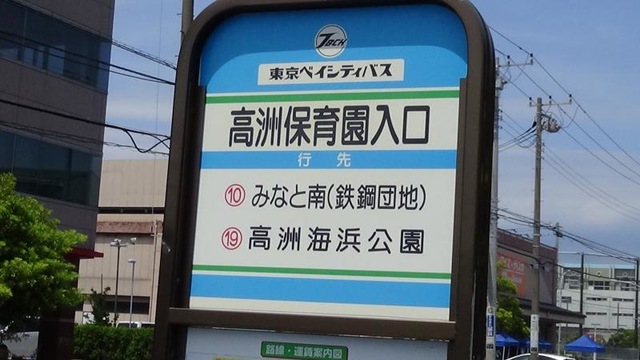 TBCK
東京ベイシティバス
高洲保育園入口
行先
⑩ みなと南(鉄鋼団地)
⑲ 高洲海浜公園
路線・運賃案内図